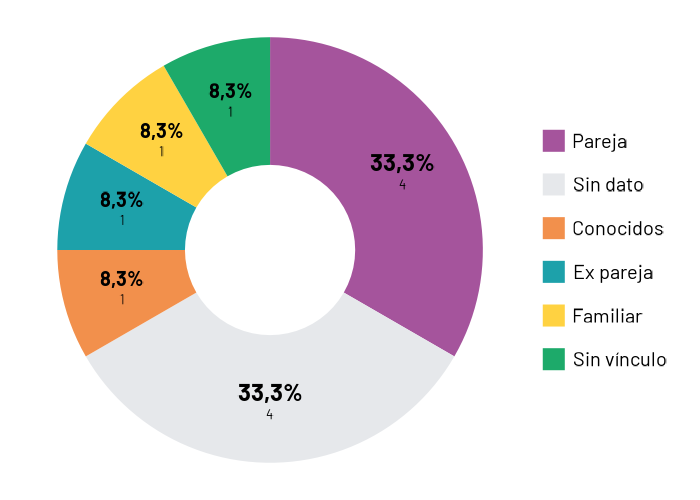 8,3%
1
8,3%
1
33,3%
4
8,3%
1
8,3%
1
33,3%
4
Pareja
Sin dato
Conocidos
Ex pareja
Familiar
Sin vínculo